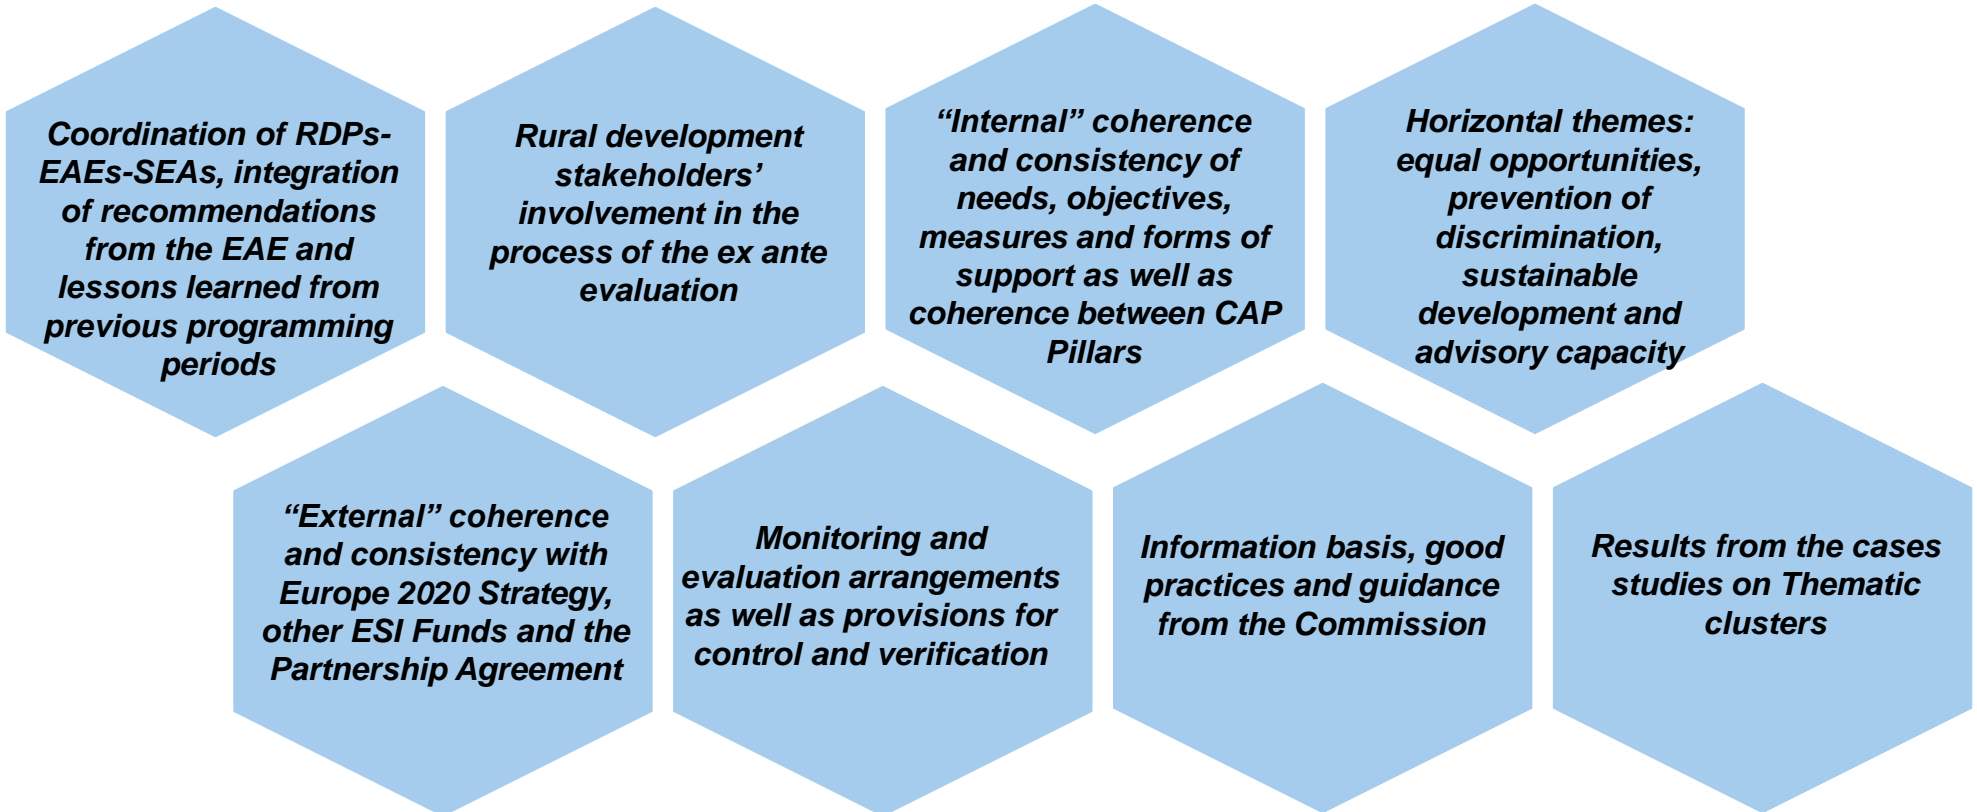 Coordination of RDPs-
EAEs-SEAs, integration
of recommendations
from the EAE and
lessons learned from
previous programming
periods
Rural development
stakeholders’
involvement in the
process of the ex ante
evaluation
“Internal” coherence
and consistency of
needs, objectives,
measures and forms of
support as well as
coherence between CAP
Pillars
Horizontal themes:
equal opportunities,
prevention of
discrimination,
sustainable
development and
advisory capacity
“External” coherence
and consistency with
Europe 2020 Strategy,
other ESI Funds and the
Partnership Agreement
Monitoring and
evaluation arrangements
as well as provisions for
control and verification
Information basis, good
practices and guidance
from the Commission
Results from the cases
studies on Thematic
clusters